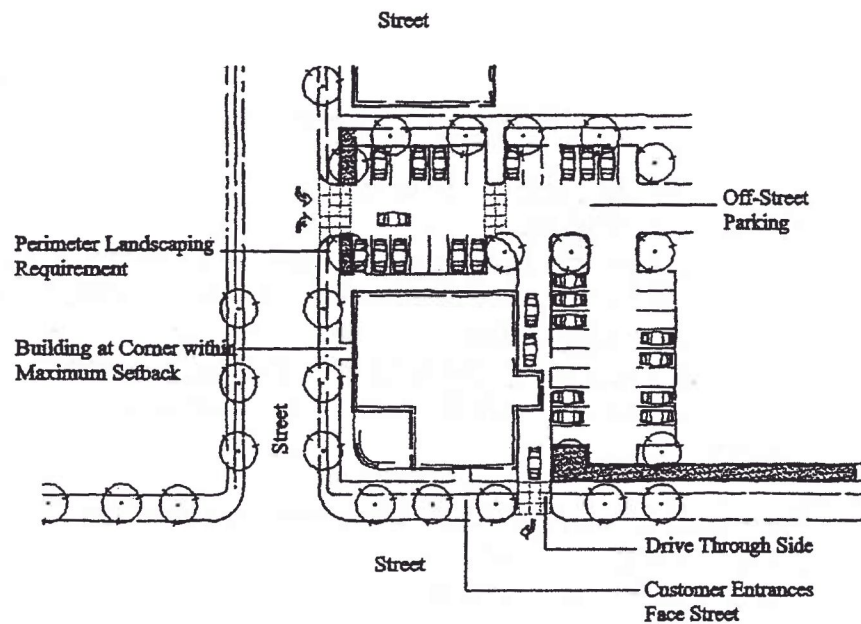 Street
Off-Street
Parking
Perimeter Landscaping
Requirement
Building at Corner within
Maximum Setback
Street
Street
Drive Through Side
Customer Entrances
Face Street